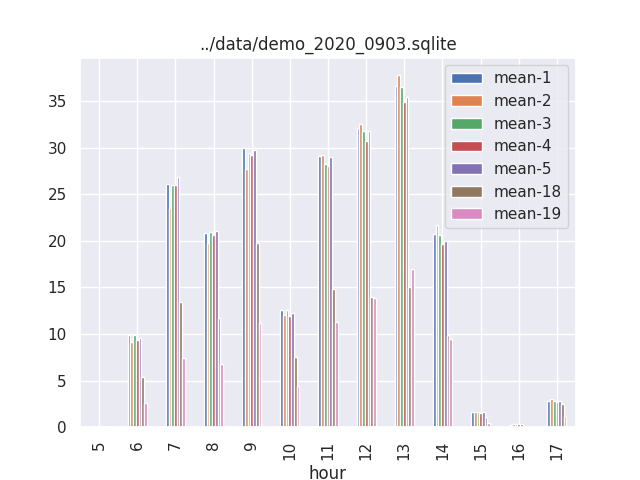 ../data/demo_2020_0903.sqlite
mean-1
mean-2
mean-3
mean-4
mean-5
mean-18
mean-19
35
30
25
20
15
10
5
0
5 6 7 8 9 10 11 12 13 14 15 16 17
hour